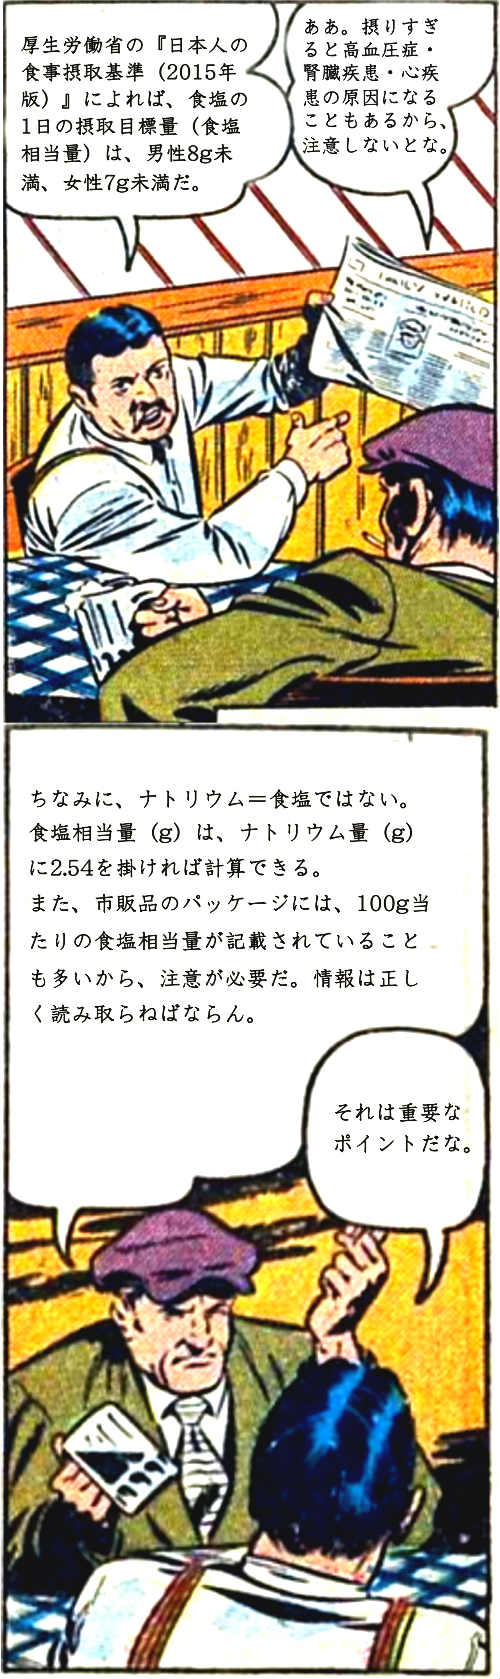 厚生労働省の『日本人の
食事摂取基準（2015年
版）』によれば、食塩の
1日の摂取目標量（食塩
相当量）は、男性8g未
満、女性7g未満だ。
ああ。摂りすぎ
ると高血圧症・
腎臓疾患・心疾
患の原因になる
こともあるから、
注意しないとな。
ちなみに、ナトリウム＝食塩ではない。
食塩相当量（g）は、ナトリウム量（g）
に2.54を掛ければ計算できる。
また、市販品のパッケージには、100g当
たりの食塩相当量が記載されていること
も多いから、注意が必要だ。情報は正し
く読み取らねばならん。
それは重要な
ポイントだな。